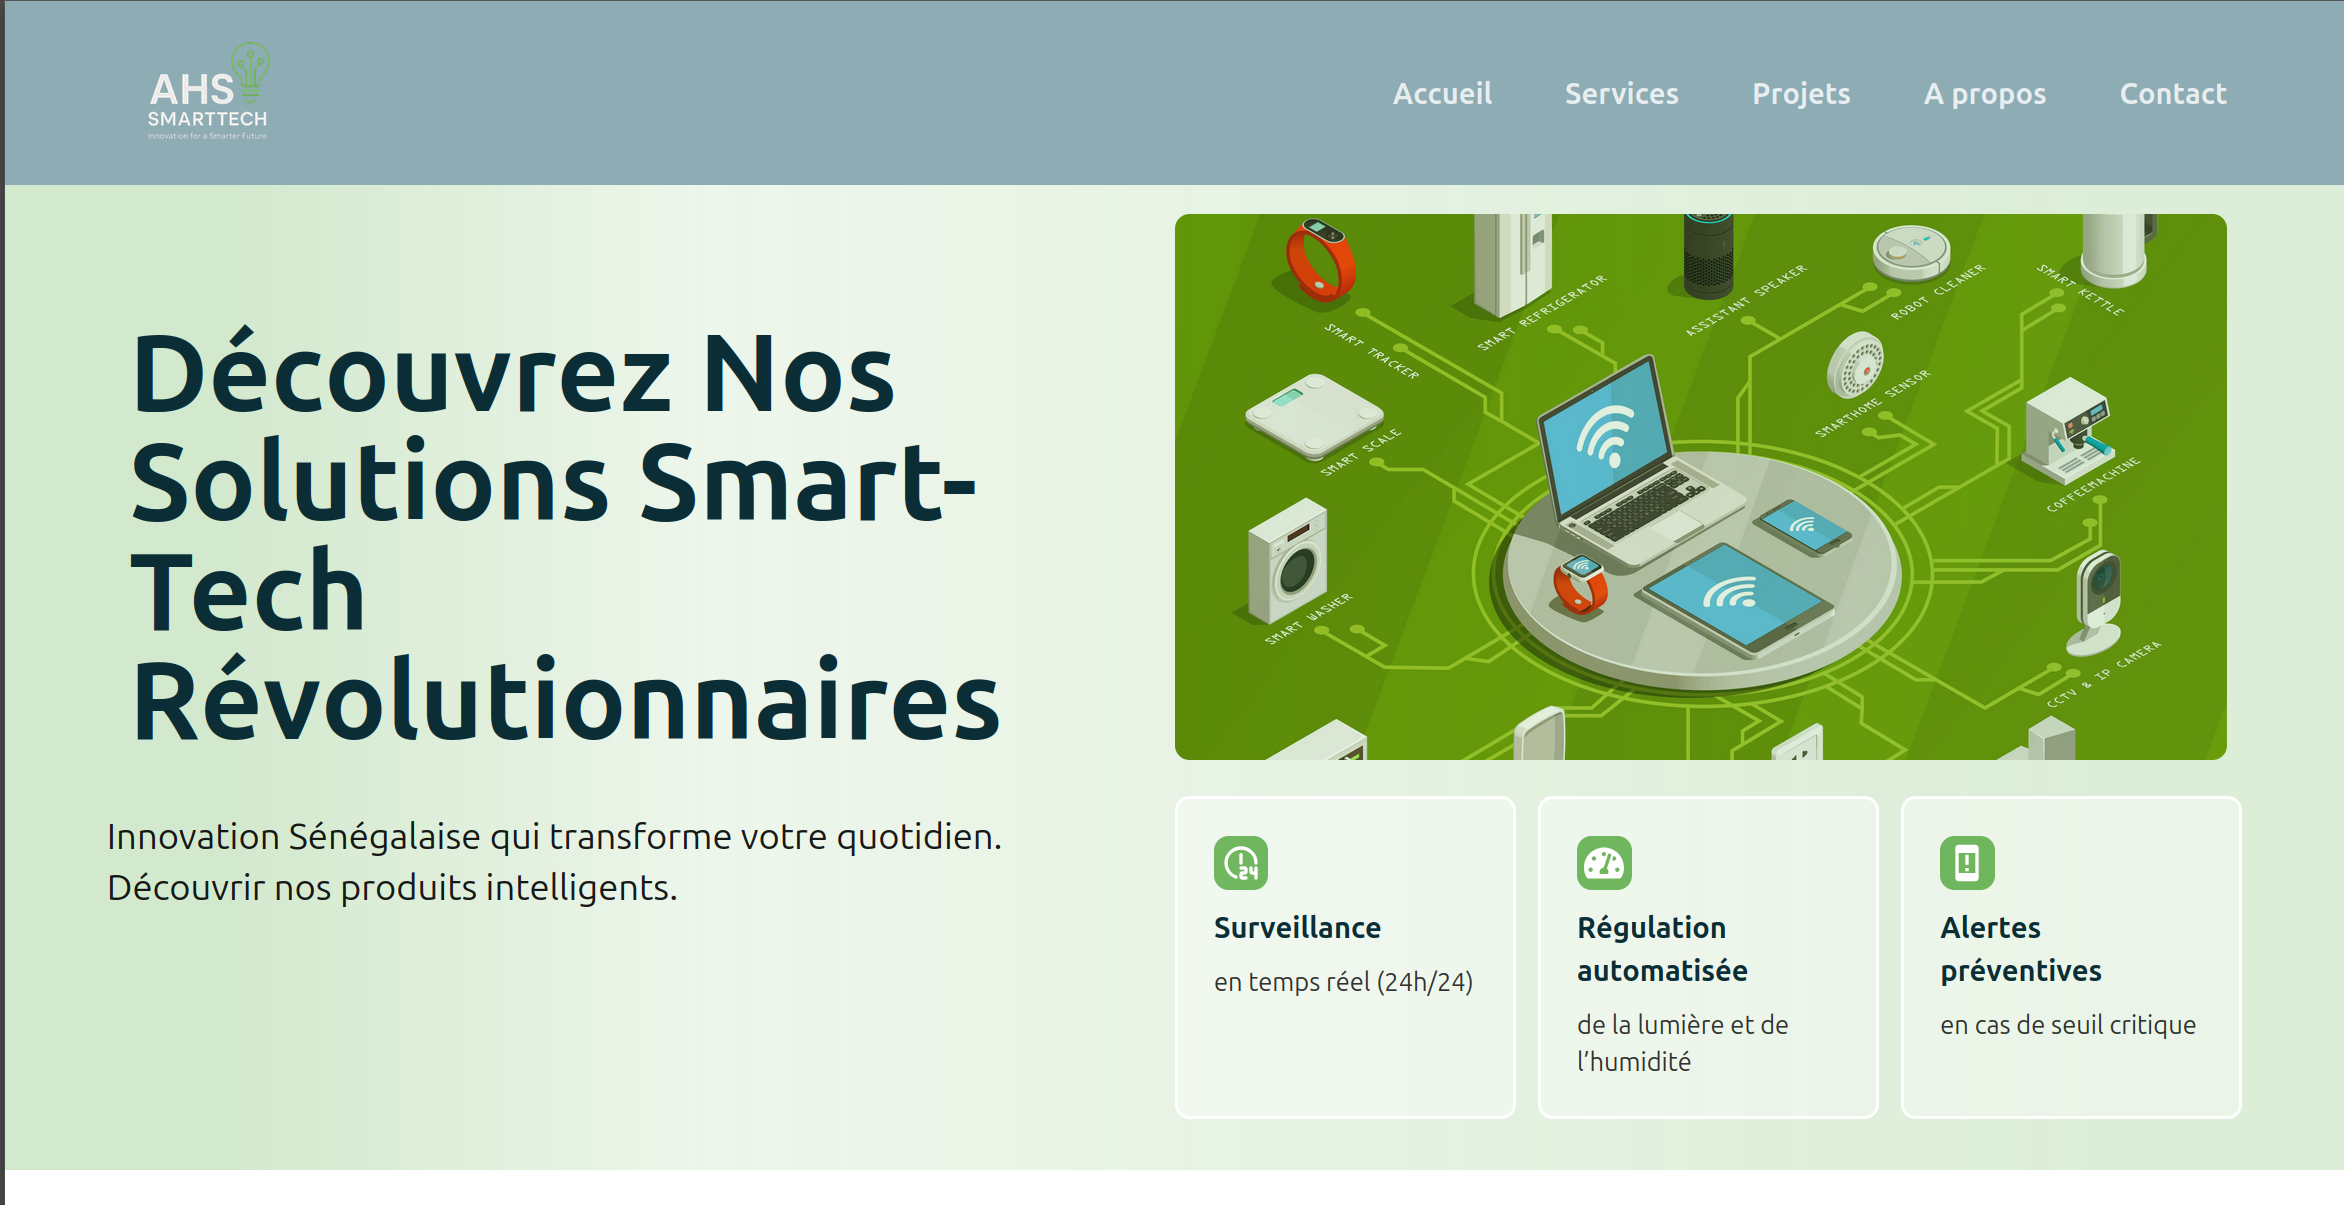 AHS
SMARTTECH
Innovation for a Smarter Future
Accueil
Services
Projets
A propos
Contact
Découvrez Nos
Solutions Smart-
Tech
Révolutionnaires
Innovation Sénégalaise qui transforme votre quotidien.
Découvrir nos produits intelligents.
SMART TRACKER
SMART REFRIGERATOR
ASSISTANT SPEAKER
ROBOT CLEANER
SMART KETTLE
SMART SCALE
SMARTHOME SENSOR
COFFEEMACHINE
SMART WASHER
CCTV & IP CAMERA
24
Surveillance
en temps réel (24h/24)
Régulation
automatisée
de la lumière et de
l’humidité
Alertes
préventives
en cas de seuil critique